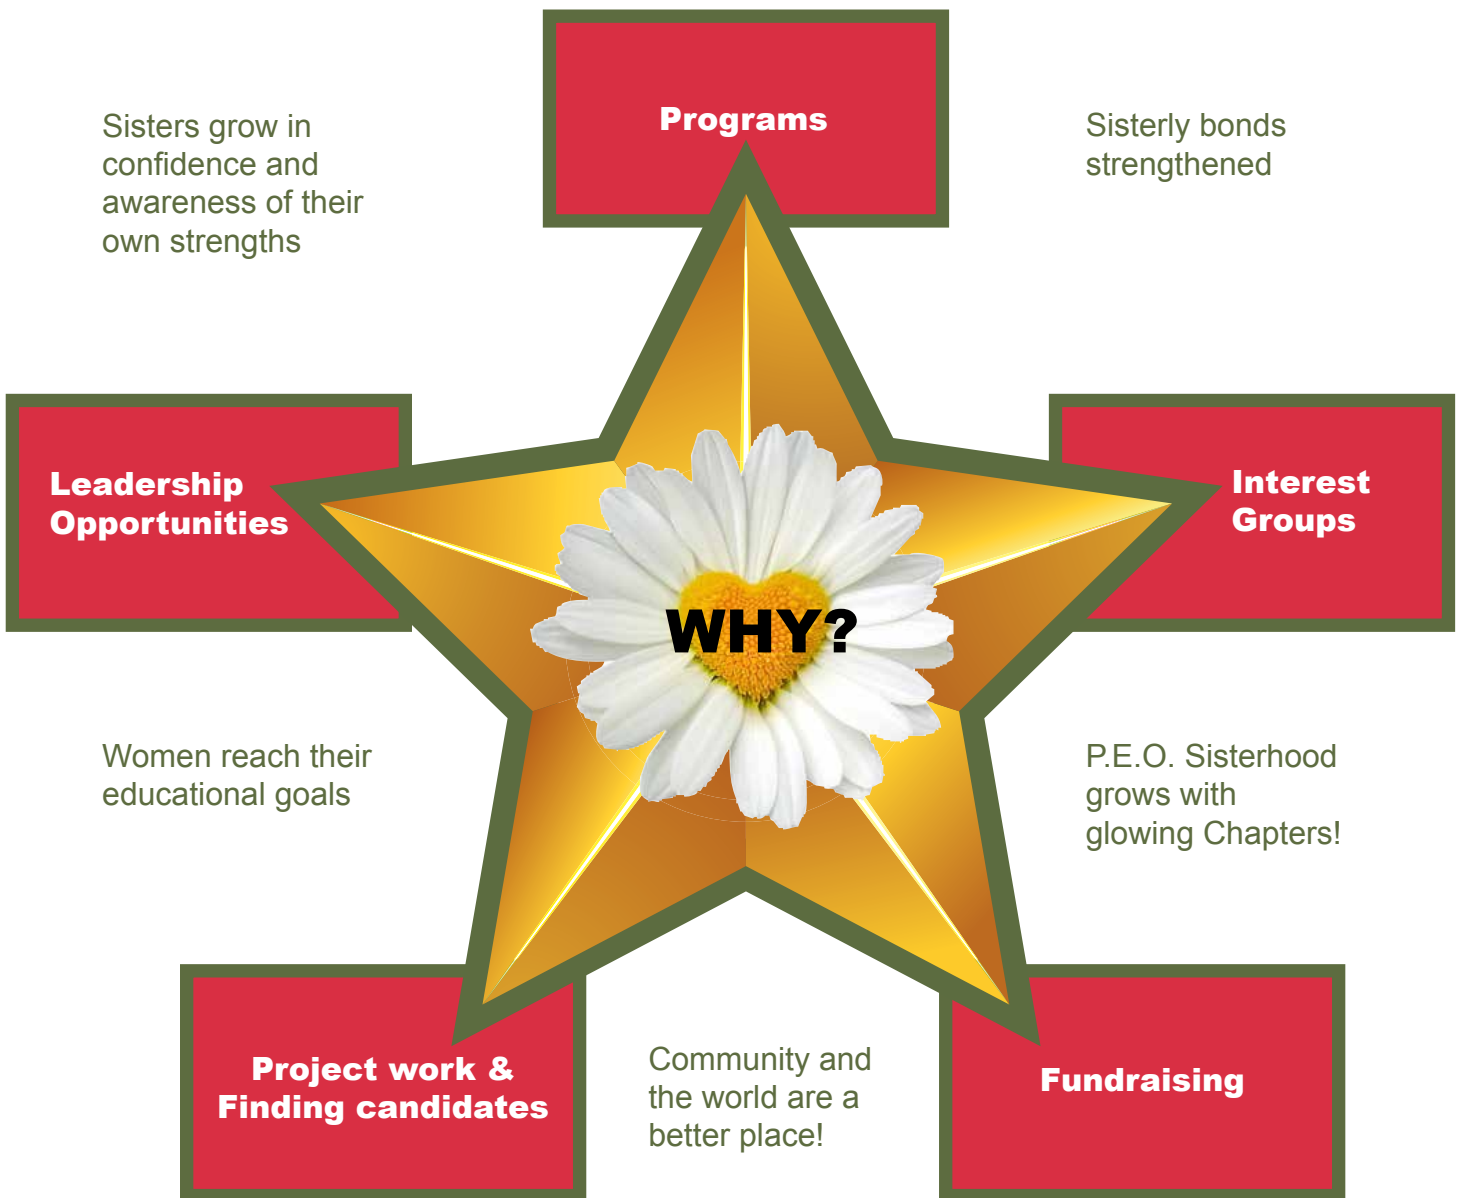 Programs
Sisters grow in
confidence and
awareness of their
own strengths
Sisterly bonds
strengthened
Leadership
Opportunities
Interest
Groups
WHY?
Women reach their
educational goals
P.E.O. Sisterhood
grows with
glowing Chapters!
Project work &
Finding candidates
Community and
the world are a
better place!
Fundraising